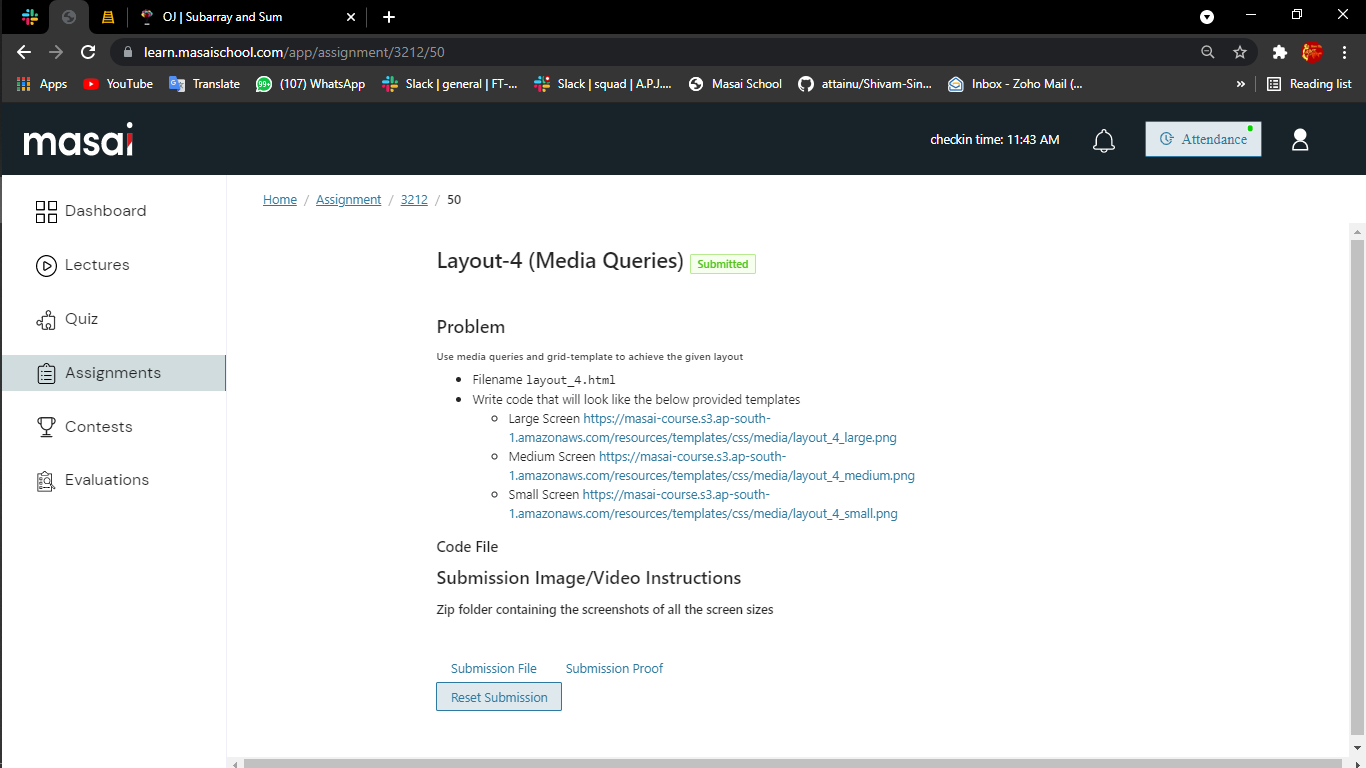 OJ | Subarray and Sum
learn.masaischool.com/app/assignment/3212/50
Apps YouTube Translate (107) WhatsApp Slack | general | FT-... Slack | squad | A.P.J.... Masai School attainu/Shivam-Sin... Inbox - Zoho Mail (... » Reading list
masai checkin time: 11:43 AM Attendance
Dashboard
Lectures
Quiz
Assignments
Contests
Evaluations
Home / Assignment / 3212 / 50
Layout-4 (Media Queries) Submitted
Problem
Use media queries and grid-template to achieve the given layout
Filename layout_4.html
Write code that will look like the below provided templates
Large Screen https://masai-course.s3.ap-south-
1.amazonaws.com/resources/templates/css/media/layout_4_large.png
Medium Screen https://masai-course.s3.ap-south-
1.amazonaws.com/resources/templates/css/media/layout_4_medium.png
Small Screen https://masai-course.s3.ap-south-
1.amazonaws.com/resources/templates/css/media/layout_4_small.png
Code File
Submission Image/Video Instructions
Zip folder containing the screenshots of all the screen sizes
Submission File Submission Proof
Reset Submission